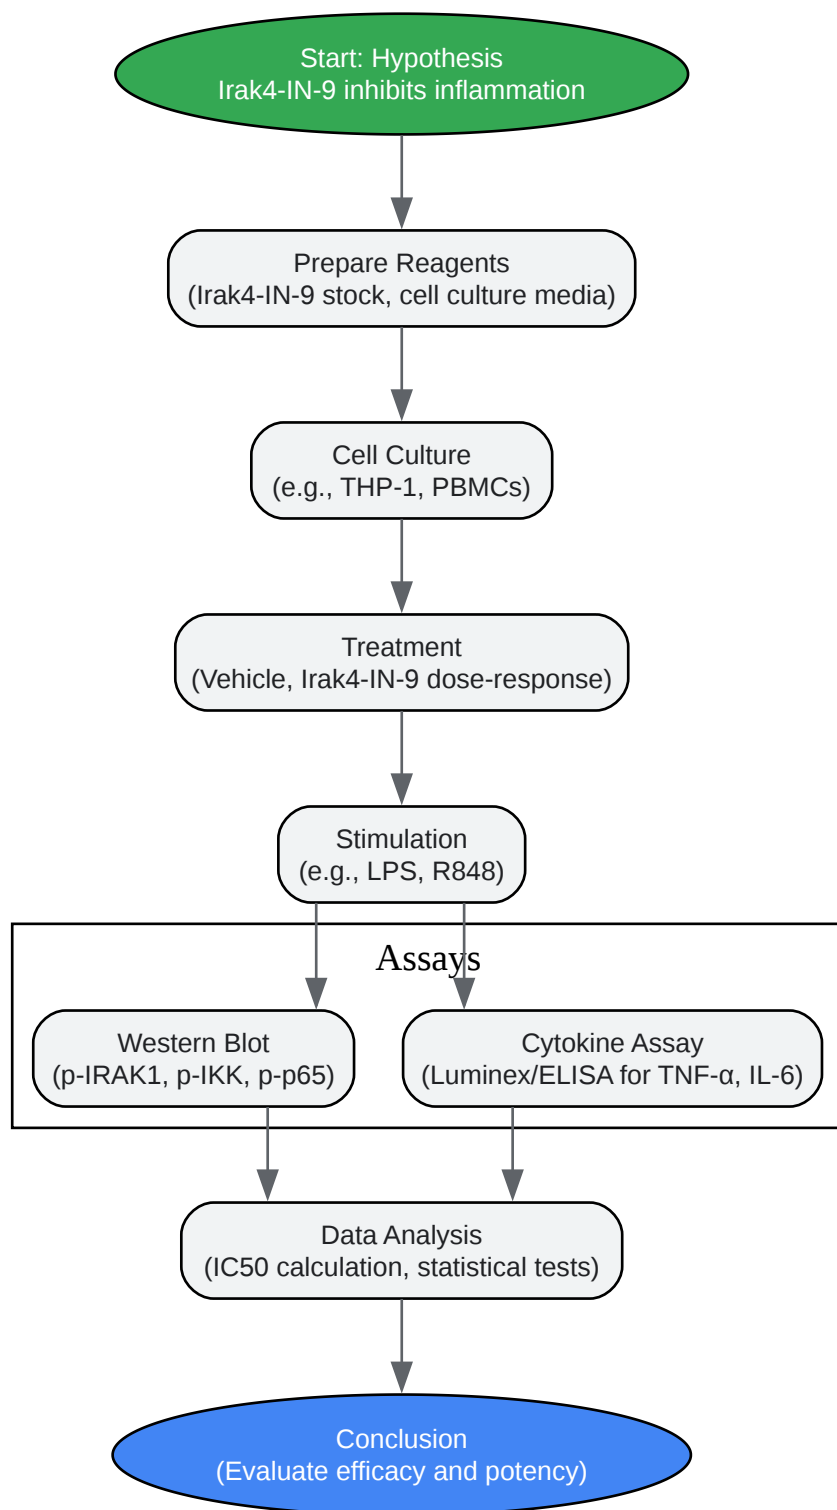 Start: Hypothesis
Irak4-IN-9 inhibits inflammation
Prepare Reagents
(Irak4-IN-9 stock, cell culture media)
Cell Culture
(e.g., THP-1, PBMCs)
Treatment
(Vehicle, Irak4-IN-9 dose-response)
Stimulation
(e.g., LPS, R848)
Assays
Western Blot
(p-IRAK1, p-IKK, p-p65)
Cytokine Assay
(Luminex/ELISA for TNF-α, IL-6)
Data Analysis
(IC50 calculation, statistical tests)
Conclusion
(Evaluate efficacy and potency)